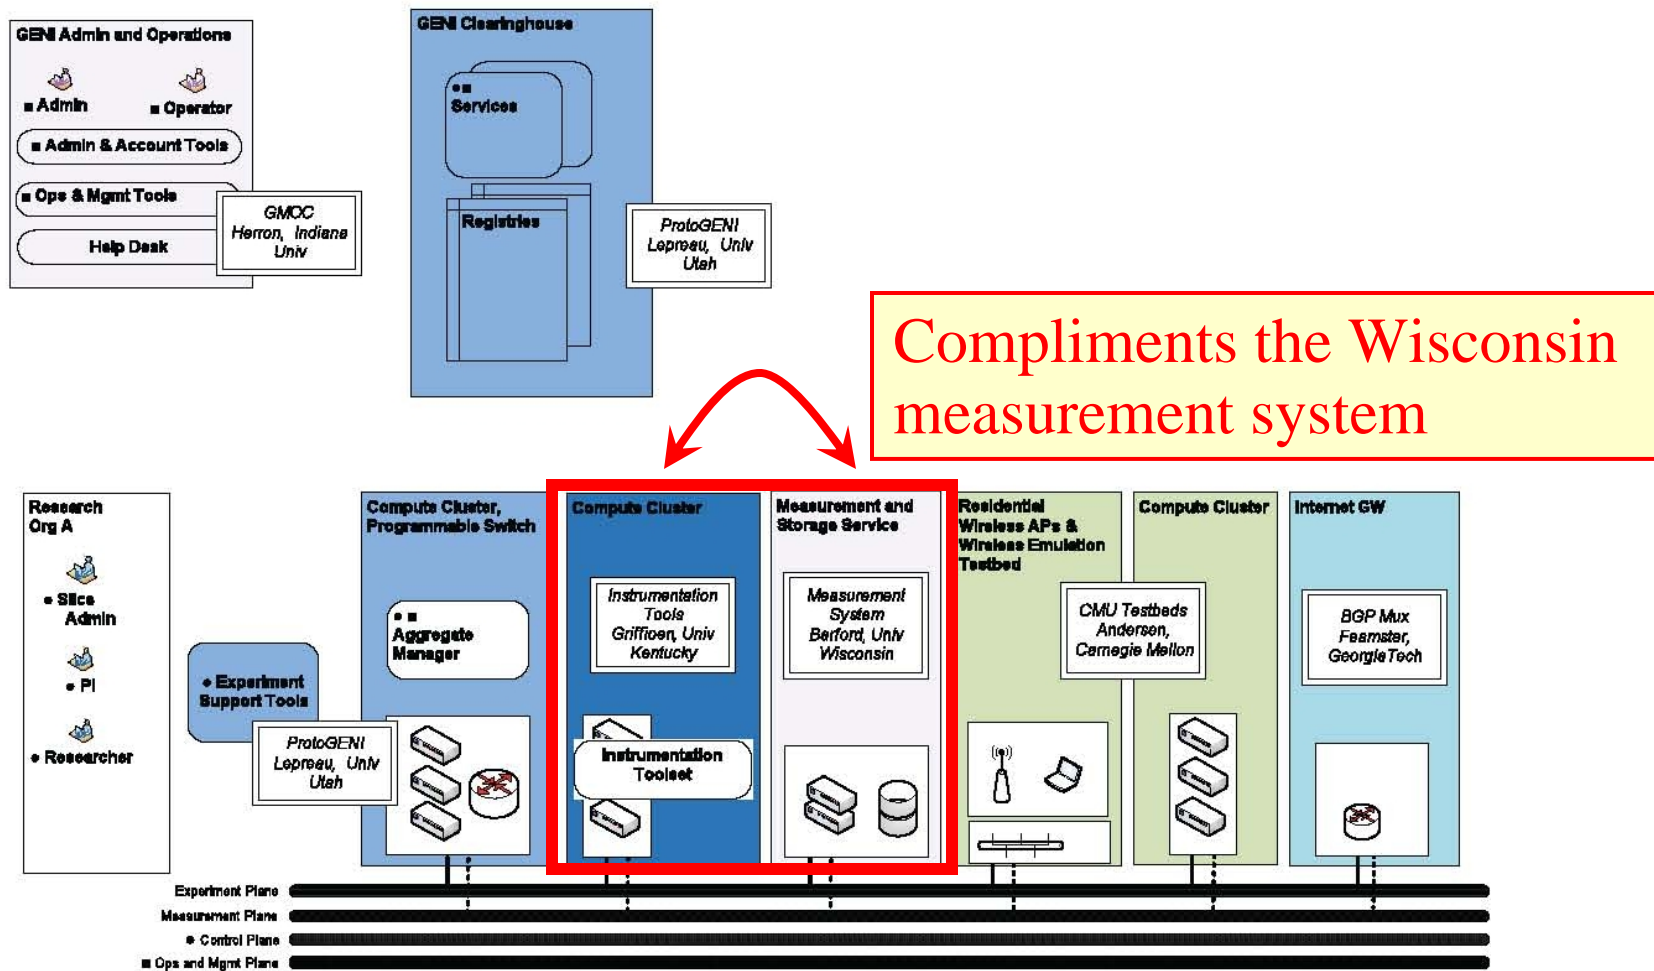 GENI Admin and Operations
Admin
Operator
Admin & Account Tools
Ops & Mgmt Tools
Help Desk
GMOC
Herron, Indiana
Univ
GENI Clearinghouse
Services
Registries
ProtoGENI
Lepreau, Univ
Utah
Compliments the Wisconsin
measurement system
Research
Org A
Slice
Admin
PI
Researcher
Experiment
Support Tools
ProtoGENI
Lepreau, Univ
Utah
Compute Cluster,
Programmable Switch
Aggregate
Manager
Compute Cluster
Instrumentation
Tools
Griffioen, Univ
Kentucky
Instrumentation
Toolset
Measurement and
Storage Service
Measurement
System
Barford, Univ
Wisconsin
Residential
Wireless APs &
Wireless Emulation
Testbed
CMU Testbeds
Andersen,
Carnegie Mellon
Compute Cluster
Internet GW
BGP Mux
Feamster,
GeorgiaTech
Experiment Plane
Measurement Plane
Control Plane
Ops and Mgmt Plane